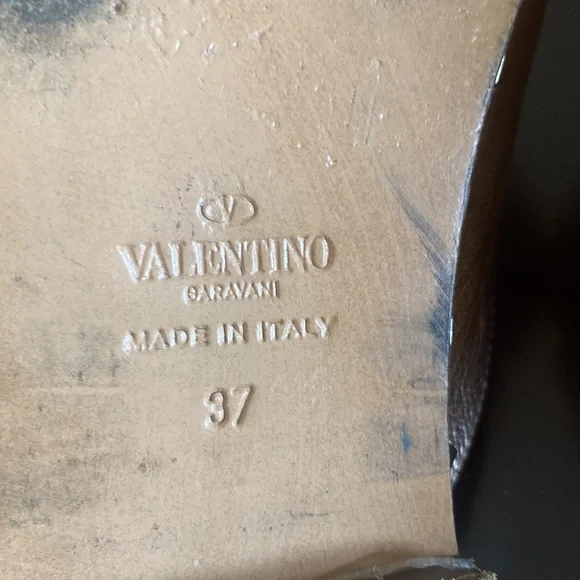 V
VALENTINO
GARAVANI
MADE IN ITALY
37